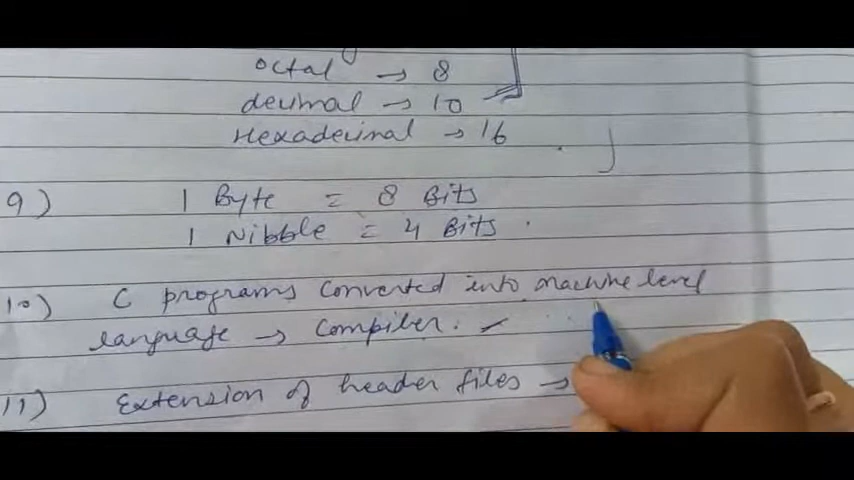 octal → 8
decimal → 10
Hexadecimal → 16
9) 1 Byte = 8 Bits
1 Nibble = 4 Bits.
10) C programs converted into machine level
language → Compiler.
11) Extension of header files →